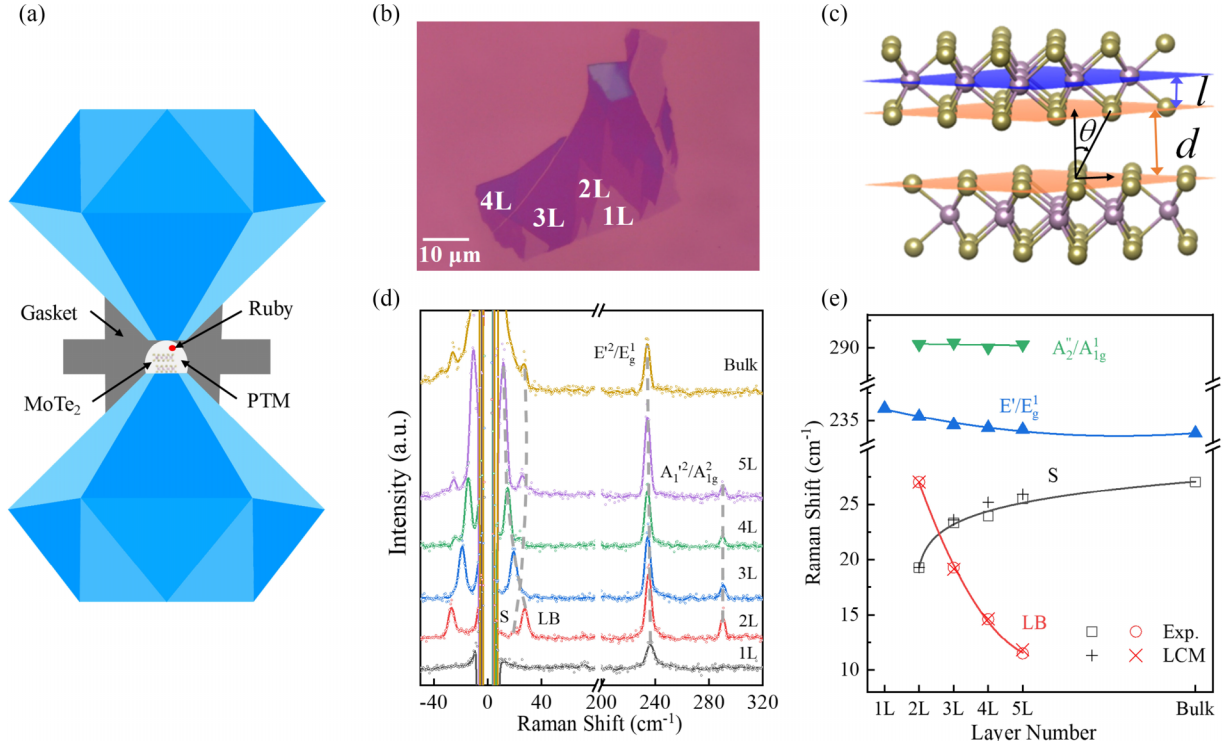 (a)
Gasket
Ruby
MoTe₂
PTM
(b)
4L
3L
2L
1L
10 μm
(c)
l
θ
d
(d)
E'²/E¹g
Bulk
A₁'²/A²₁g
5L
4L
3L
S
LB
2L
1L
Intensity (a.u.)
-40 0 40 200 240 280 320
Raman Shift (cm⁻¹)
(e)
290
A₂''/A¹₁g
E'/E¹g
235
S
25
20
15
10
LB
Exp.
LCM
Raman Shift (cm⁻¹)
1L 2L 3L 4L 5L Bulk
Layer Number